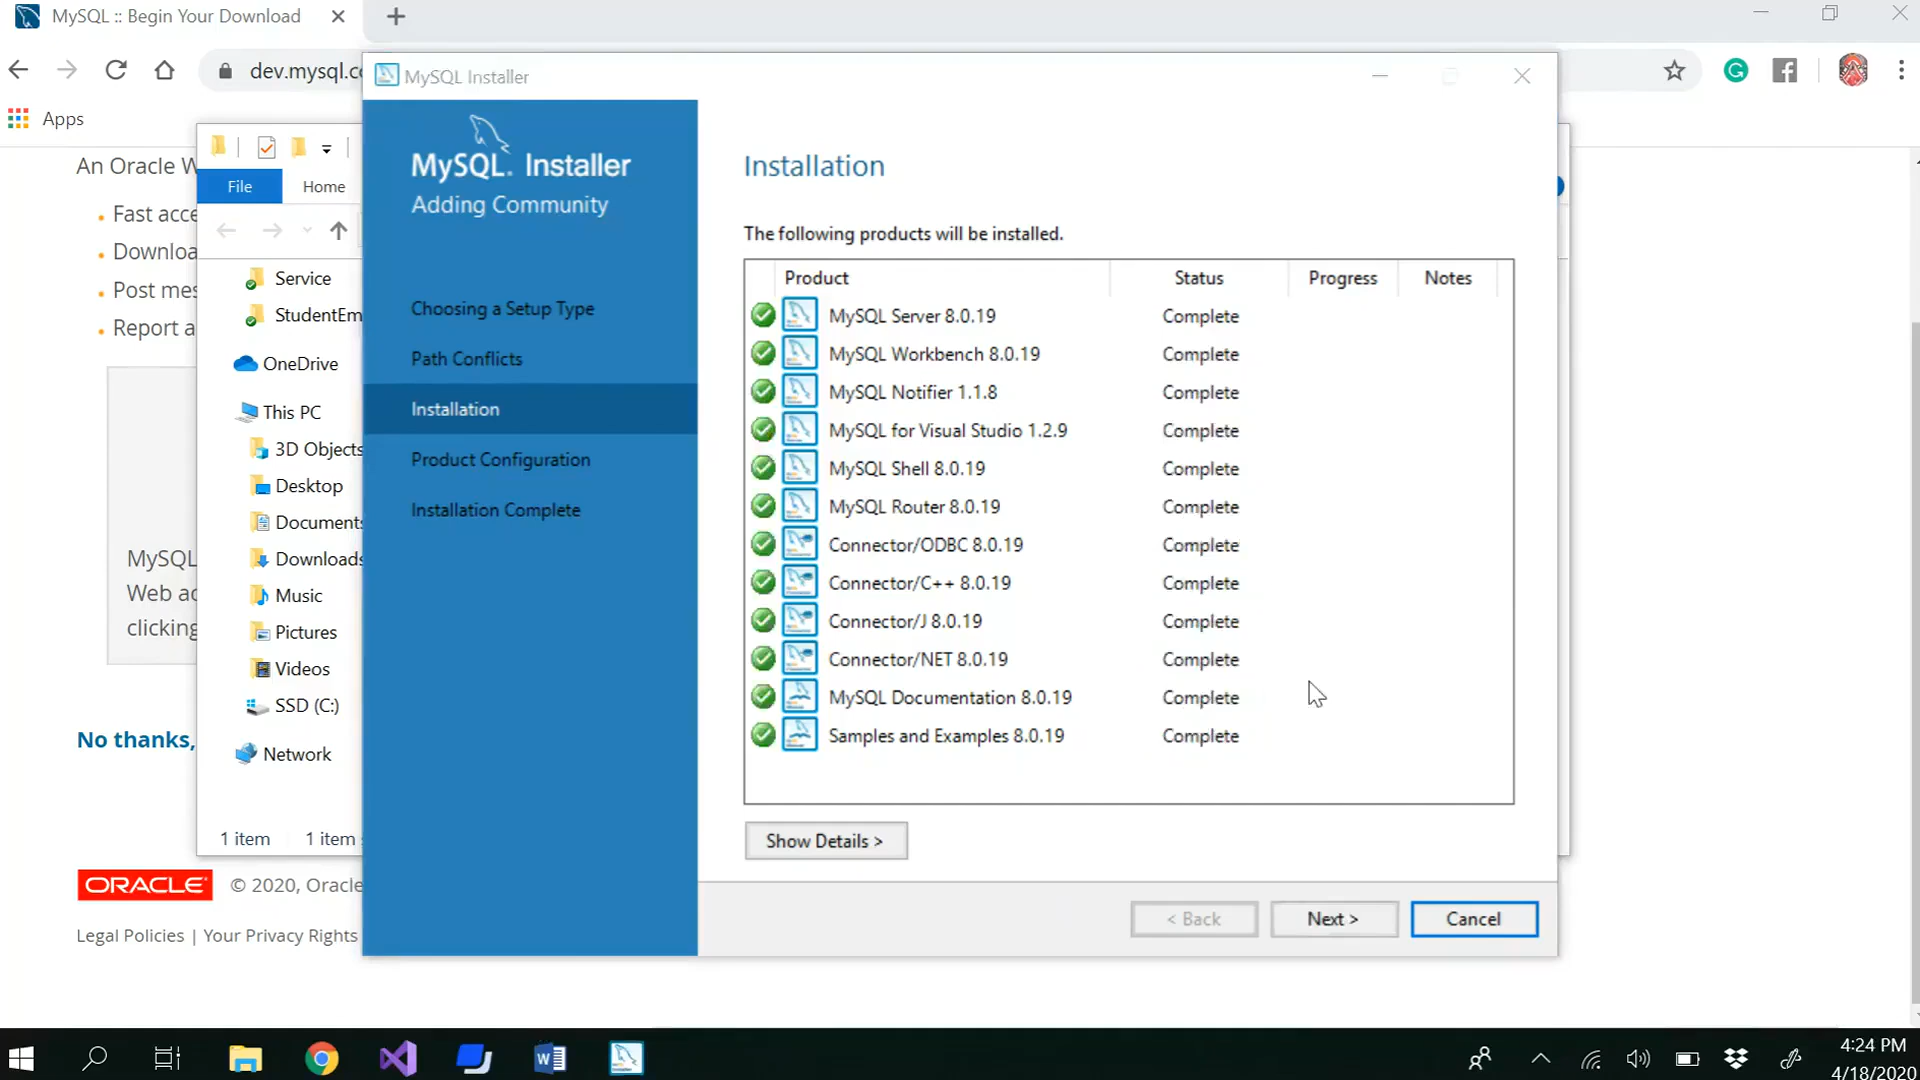 MySQL :: Begin Your Download
dev.mysql.c
Apps
An Oracle W
Fast acce
Downloa
Post mes
Report a
MySQL
Web ac
clicking
No thanks,
ORACLE
© 2020, Oracle
Legal Policies | Your Privacy Rights
File
Home
Service
StudentEm
OneDrive
This PC
3D Objects
Desktop
Documents
Downloads
Music
Pictures
Videos
SSD (C:)
Network
1 item
1 item
MySQL Installer
MySQL. Installer
Adding Community
Choosing a Setup Type
Path Conflicts
Installation
Product Configuration
Installation Complete
Installation
The following products will be installed.
Product Status Progress Notes
MySQL Server 8.0.19 Complete
MySQL Workbench 8.0.19 Complete
MySQL Notifier 1.1.8 Complete
MySQL for Visual Studio 1.2.9 Complete
MySQL Shell 8.0.19 Complete
MySQL Router 8.0.19 Complete
Connector/ODBC 8.0.19 Complete
Connector/C++ 8.0.19 Complete
Connector/J 8.0.19 Complete
Connector/NET 8.0.19 Complete
MySQL Documentation 8.0.19 Complete
Samples and Examples 8.0.19 Complete
Show Details >
< Back
Next >
Cancel
4:24 PM
4/18/2020